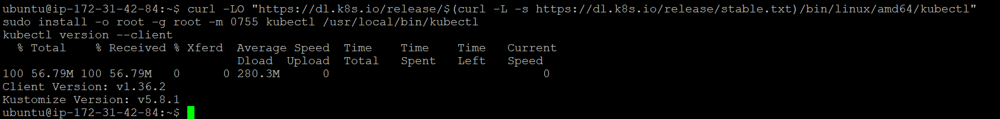 ubuntu@ip-172-31-42-84:~$ curl -LO "https://dl.k8s.io/release/$(curl -L -s https://dl.k8s.io/release/stable.txt)/bin/linux/amd64/kubectl"
sudo install -o root -g root -m 0755 kubectl /usr/local/bin/kubectl
kubectl version --client
  % Total    % Received % Xferd  Average Speed  Time    Time    Time   Current
                                 Dload  Upload  Total   Spent   Left   Speed
100 56.79M 100 56.79M   0      0 280.3M      0                              0
Client Version: v1.36.2
Kustomize Version: v5.8.1
ubuntu@ip-172-31-42-84:~$